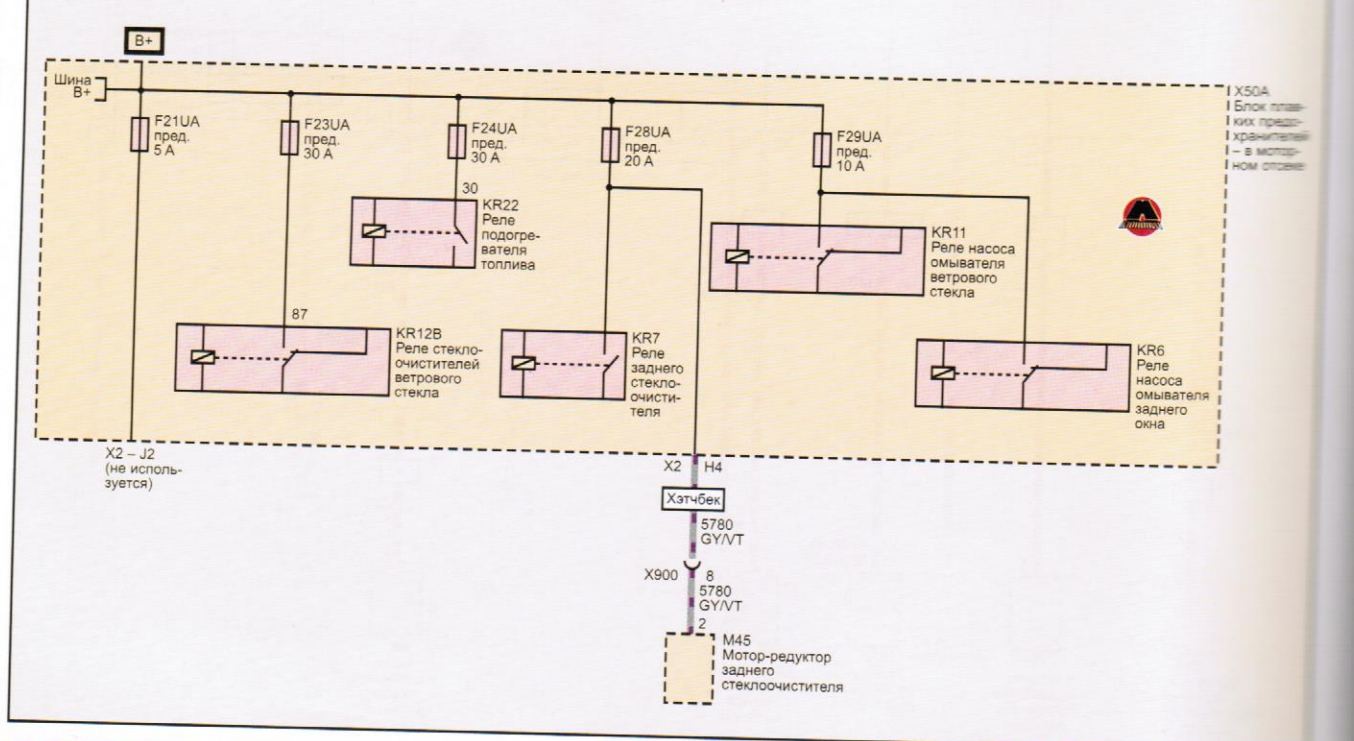 B+
Шина
B+
F21UA
пред.
5 А
F23UA
пред.
30 А
F24UA
пред.
30 А
F28UA
пред.
20 А
F29UA
пред.
10 А
X50A
Блок плав-
ких предо-
хранителей
– в мотор-
ном отсеке
30
KR22
Реле
подогре-
вателя
топлива
KR11
Реле насоса
омывателя
ветрового
стекла
87
KR12B
Реле стекло-
очистителей
ветрового
стекла
KR7
Реле
заднего
стекло-
очисти-
теля
KR6
Реле
насоса
омывателя
заднего
окна
X2 – J2
(не исполь-
зуется)
X2 H4
Хэтчбек
5780
GY/VT
X900 8
5780
GY/VT
2
M45
Мотор-редуктор
заднего
стеклоочистителя